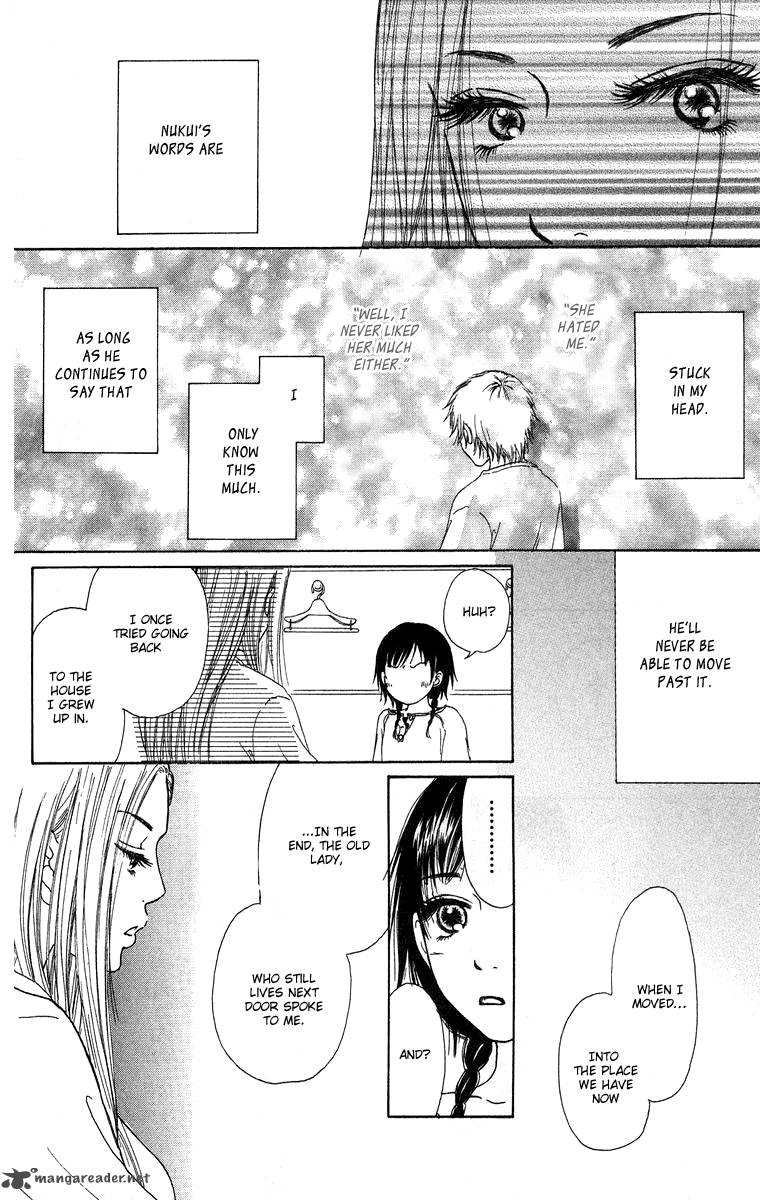 NUKUI'S
WORDS ARE
STUCK
IN MY
HEAD.
"SHE
HATED
ME."
"WELL, I
NEVER LIKED
HER MUCH
EITHER."
I
ONLY
KNOW
THIS
MUCH.
AS LONG
AS HE
CONTINUES TO
SAY THAT
HE'LL
NEVER BE
ABLE TO MOVE
PAST IT.
HUH?
I ONCE
TRIED GOING
BACK
TO THE
HOUSE
I GREW
UP IN.
WHEN I
MOVED...
INTO
THE PLACE
WE HAVE
NOW
.........
AND?
...IN THE
END, THE OLD
LADY,
WHO STILL
LIVES NEXT
DOOR SPOKE
TO ME.
mangareader.net